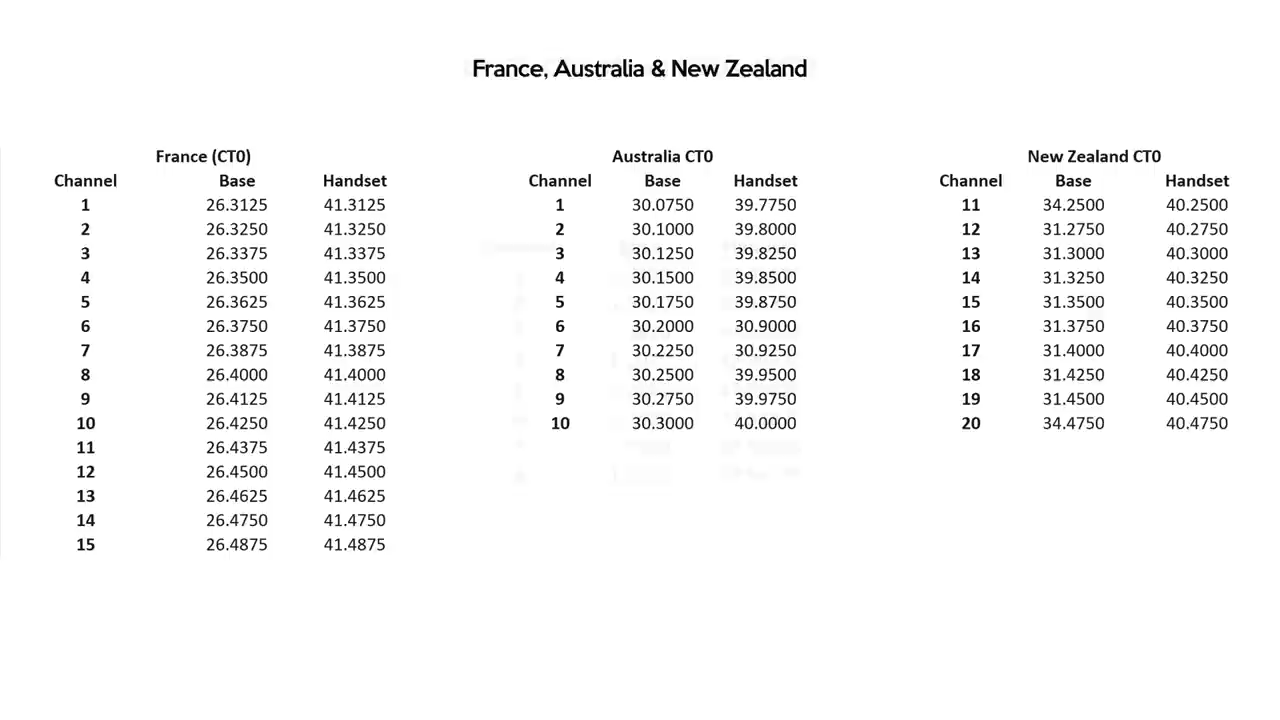 France, Australia & New Zealand
France (CT0) Australia CT0 New Zealand CT0
Channel Base Handset Channel Base Handset Channel Base Handset
1 26.3125 41.3125 1 30.0750 39.7750 11 34.2500 40.2500
2 26.3250 41.3250 2 30.1000 39.8000 12 31.2750 40.2750
3 26.3375 41.3375 3 30.1250 39.8250 13 31.3000 40.3000
4 26.3500 41.3500 4 30.1500 39.8500 14 31.3250 40.3250
5 26.3625 41.3625 5 30.1750 39.8750 15 31.3500 40.3500
6 26.3750 41.3750 6 30.2000 30.9000 16 31.3750 40.3750
7 26.3875 41.3875 7 30.2250 30.9250 17 31.4000 40.4000
8 26.4000 41.4000 8 30.2500 39.9500 18 31.4250 40.4250
9 26.4125 41.4125 9 30.2750 39.9750 19 31.4500 40.4500
10 26.4250 41.4250 10 30.3000 40.0000 20 34.4750 40.4750
11 26.4375 41.4375
12 26.4500 41.4500
13 26.4625 41.4625
14 26.4750 41.4750
15 26.4875 41.4875